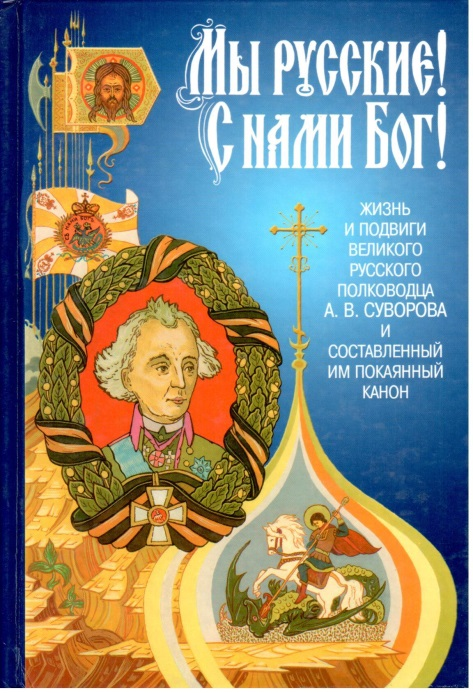 Мы русские!
С нами Бог!
ЖИЗНЬ
И ПОДВИГИ
ВЕЛИКОГО
РУССКОГО
ПОЛКОВОДЦА
А. В. СУВОРОВА
И
СОСТАВЛЕННЫЙ
ИМ ПОКАЯННЫЙ
КАНОН